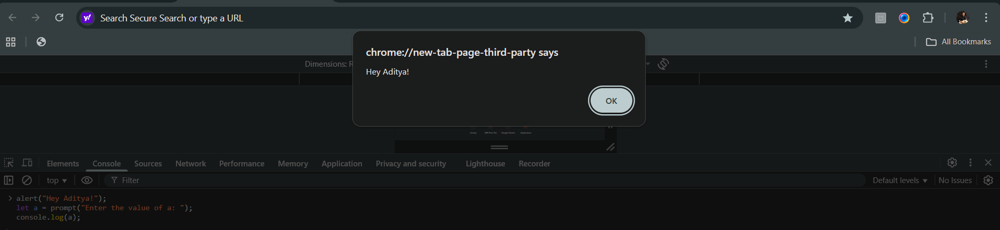 y!
Search Secure Search or type a URL
All Bookmarks
chrome://new-tab-page-third-party says
Hey Aditya!
OK
Dimensions: R
Elements
Console
Sources
Network
Performance
Memory
Application
Privacy and security
Lighthouse
Recorder
top
Filter
Default levels
No Issues
alert("Hey Aditya!");
let a = prompt("Enter the value of a: ");
console.log(a);